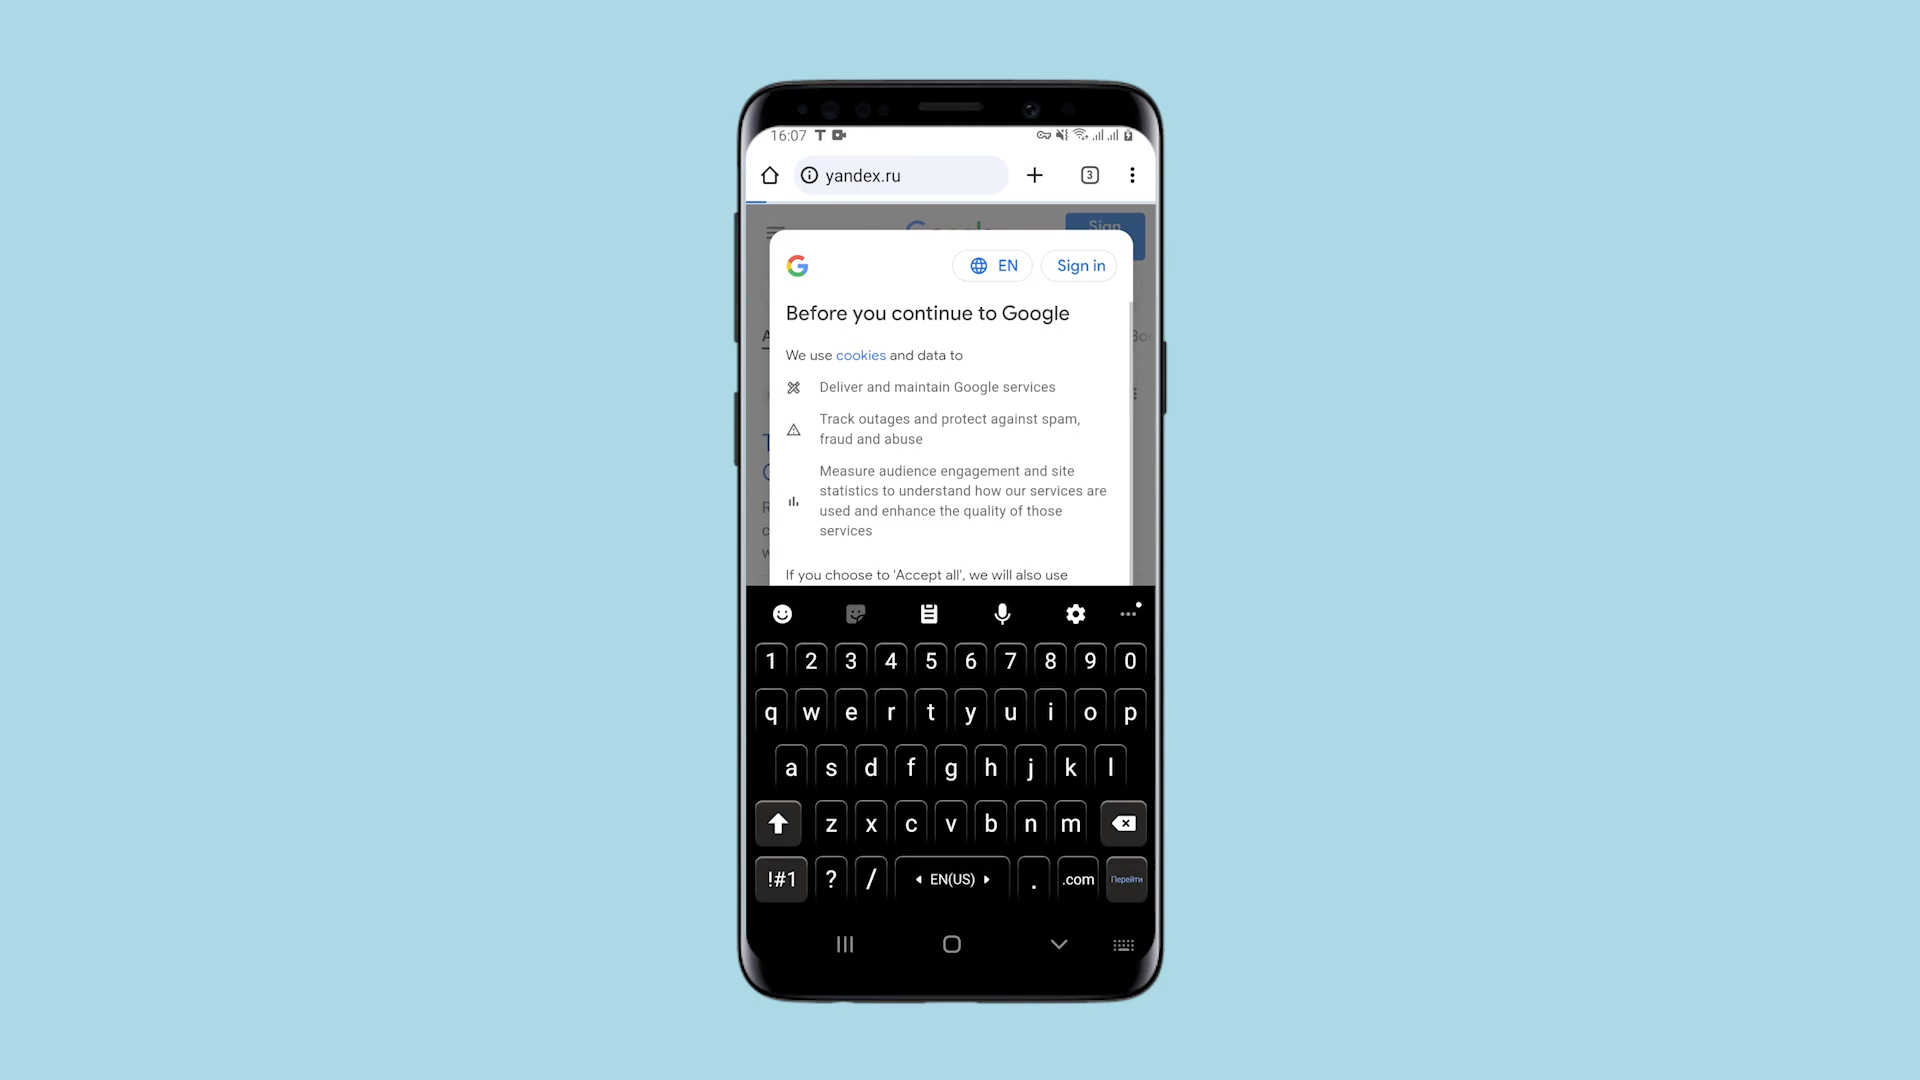 16:07
yandex.ru
3
Sign
EN
Sign in
Before you continue to Google
We use cookies and data to
Deliver and maintain Google services
Track outages and protect against spam,
fraud and abuse
Measure audience engagement and site
statistics to understand how our services are
used and enhance the quality of those
services
If you choose to 'Accept all', we will also use
1 2 3 4 5 6 7 8 9 0
q w e r t y u i o p
a s d f g h j k l
z x c v b n m
!#1 ? / EN(US) . .com Перейти